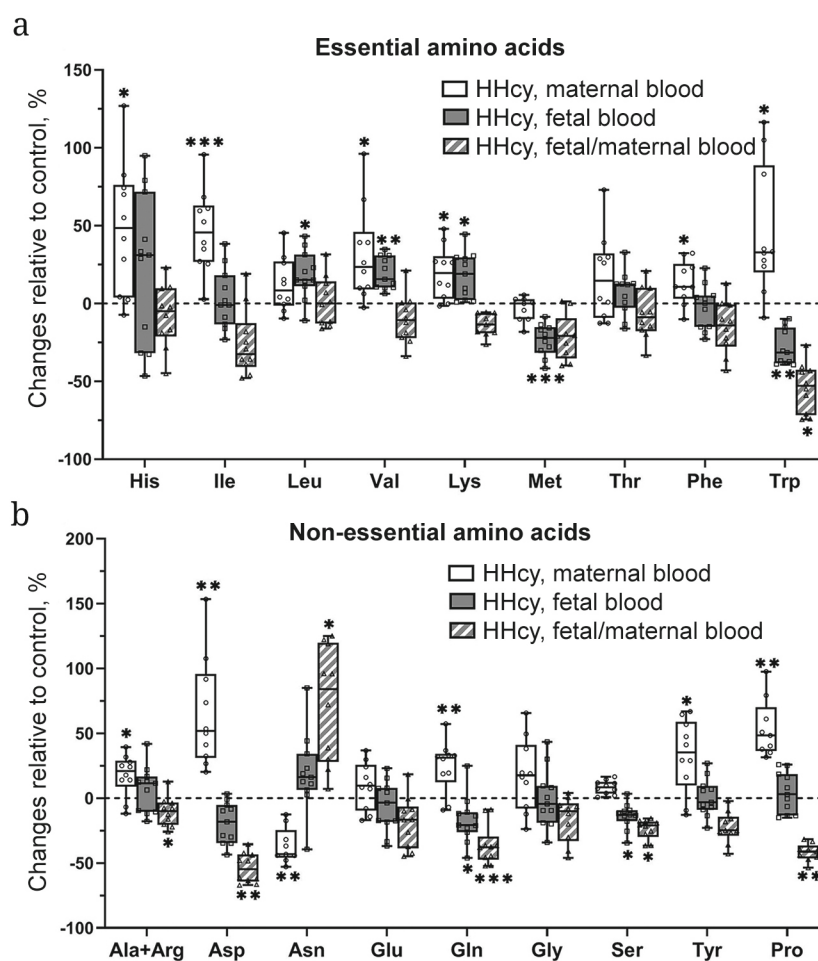 a
Essential amino acids
Changes relative to control, %
150
100
50
0
-50
-100
HHcy, maternal blood
HHcy, fetal blood
HHcy, fetal/maternal blood
* *** * * ** * * *** * * ** *
His Ile Leu Val Lys Met Thr Phe Trp
b
Non-essential amino acids
Changes relative to control, %
200
150
100
50
0
-50
-100
HHcy, maternal blood
HHcy, fetal blood
HHcy, fetal/maternal blood
* * ** ** ** * ** * *** * * * ** **
Ala+Arg Asp Asn Glu Gln Gly Ser Tyr Pro